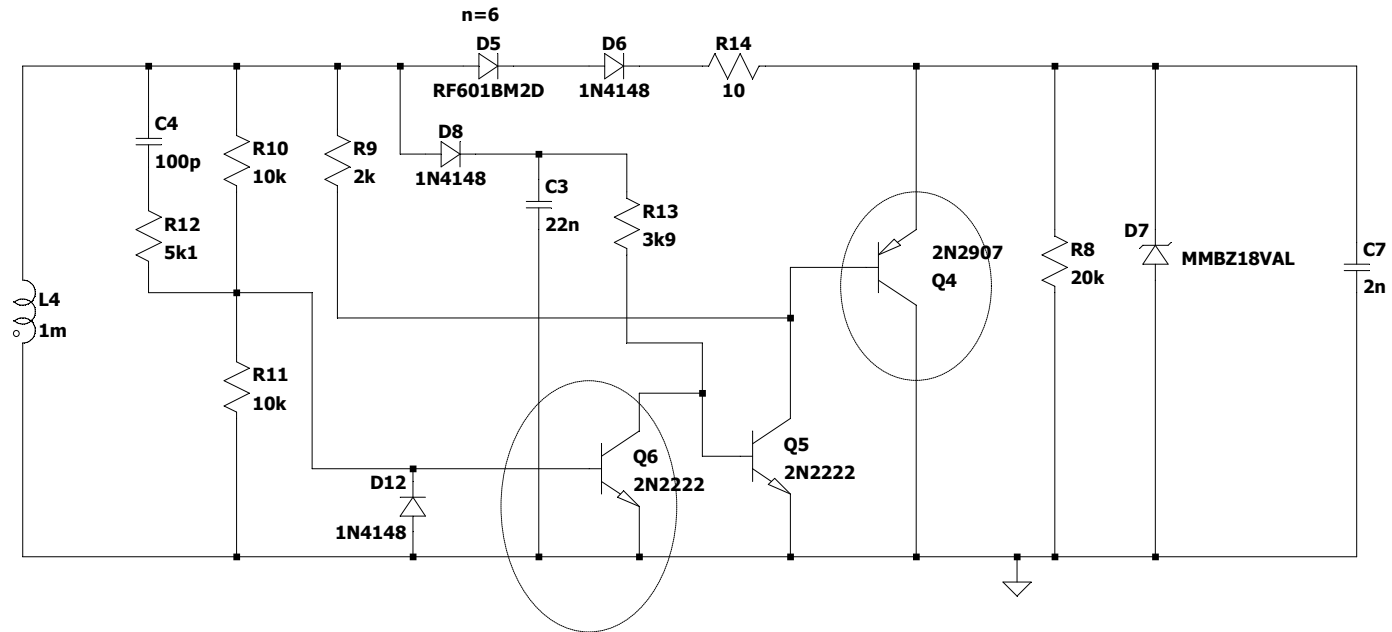 n=6
D5
D6
R14
RF601BM2D
1N4148
10
C4
100p
R10
10k
R9
2k
D8
1N4148
C3
22n
R12
5k1
R13
3k9
2N2907
Q4
R8
20k
D7
MMBZ18VAL
C7
2n
L4
1m
R11
10k
Q6
2N2222
Q5
2N2222
D12
1N4148